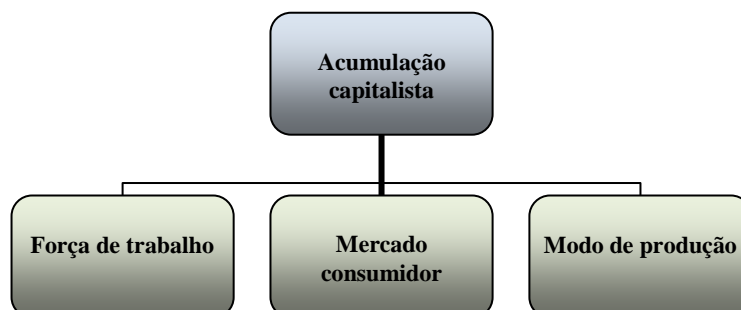 Acumulação
capitalista
Força de trabalho
Mercado
consumidor
Modo de produção